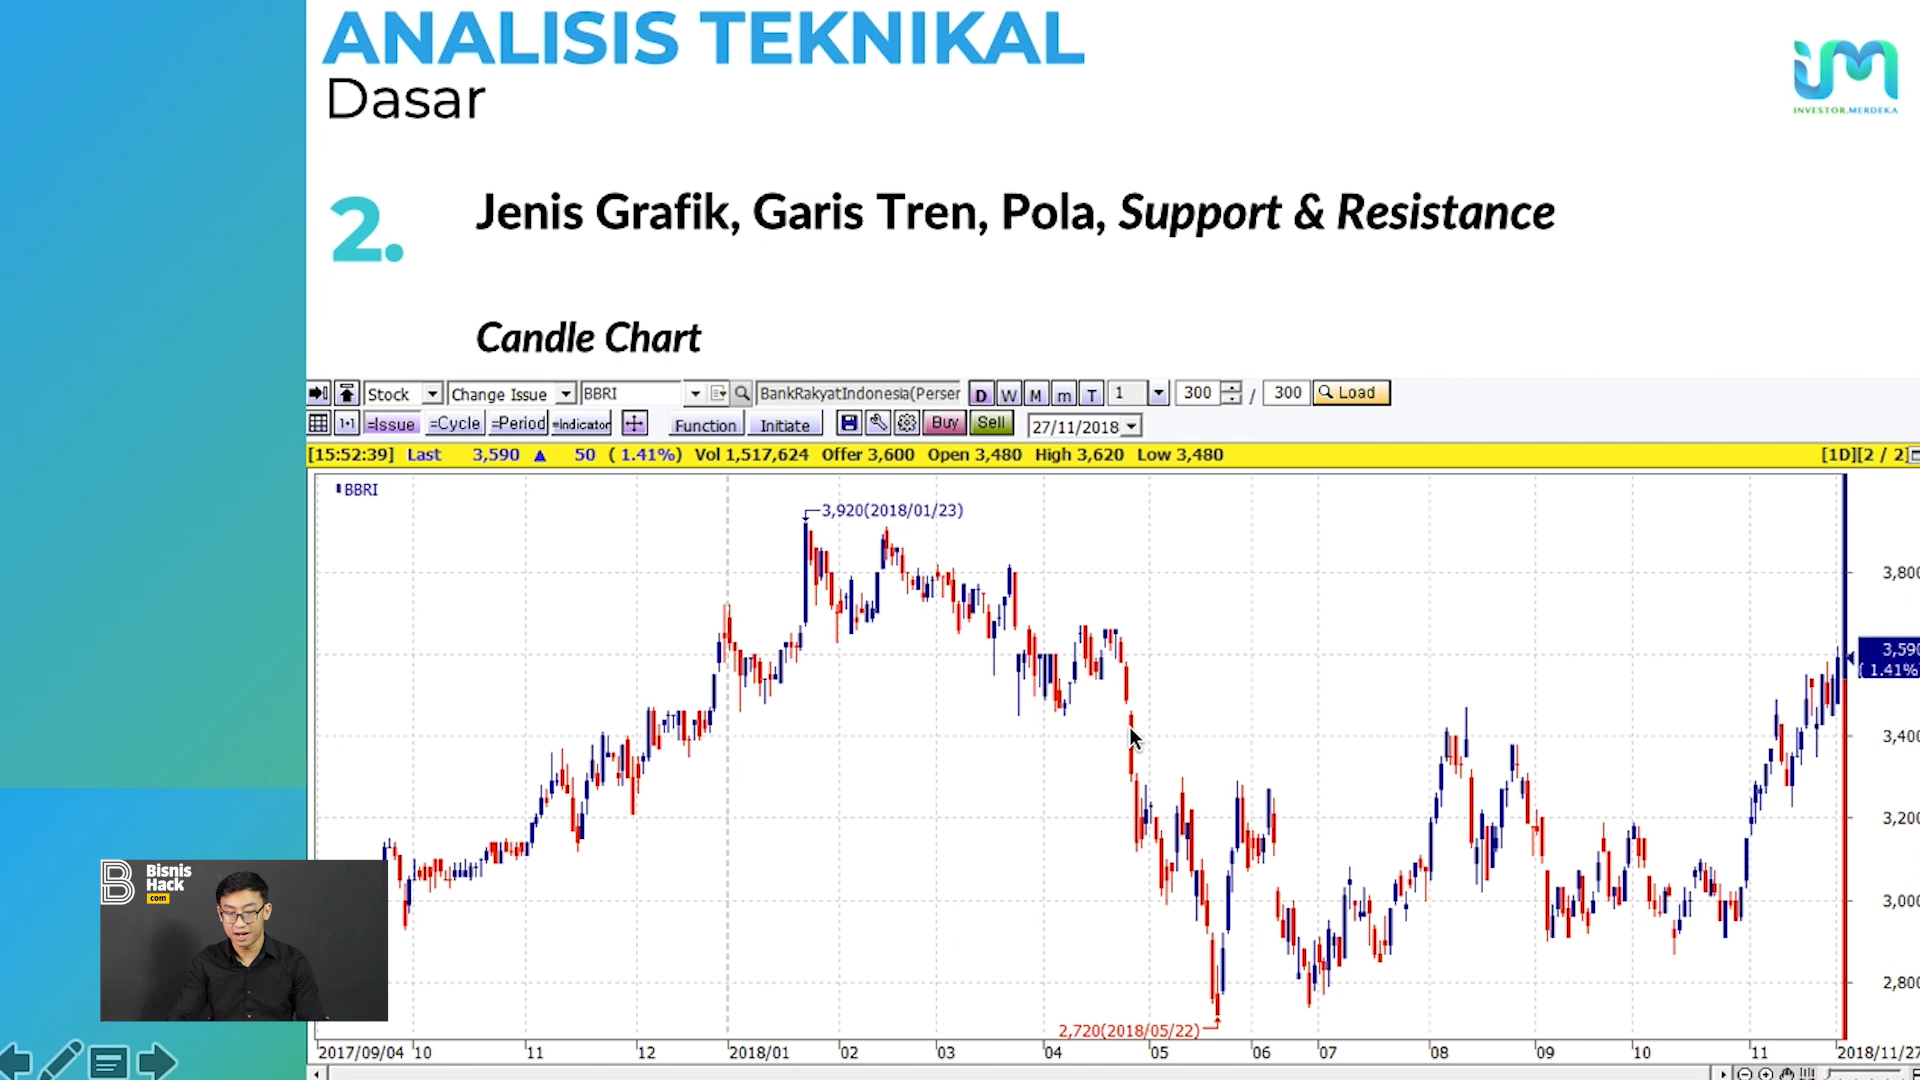 ANALISIS TEKNIKAL
Dasar
INVESTOR.MERDEKA
2.
Jenis Grafik, Garis Tren, Pola, Support & Resistance
Candle Chart
Stock Change Issue BBRI BankRakyatIndonesia(Perser D W M m T 1 300 / 300 Load
=Issue =Cycle =Period =Indicator Function Initiate Buy Sell 27/11/2018
[15:52:39] Last 3,590 ▲ 50 ( 1.41%) Vol 1,517,624 Offer 3,600 Open 3,480 High 3,620 Low 3,480 [1D][2 / 2]
BBRI
3,920(2018/01/23)
3,800
3,590
( 1.41%
3,400
3,200
3,000
2,800
2,720(2018/05/22)
2017/09/04 10 11 12 2018/01 02 03 04 05 06 07 08 09 10 11 2018/11/27
B Bisnis
Hack
com